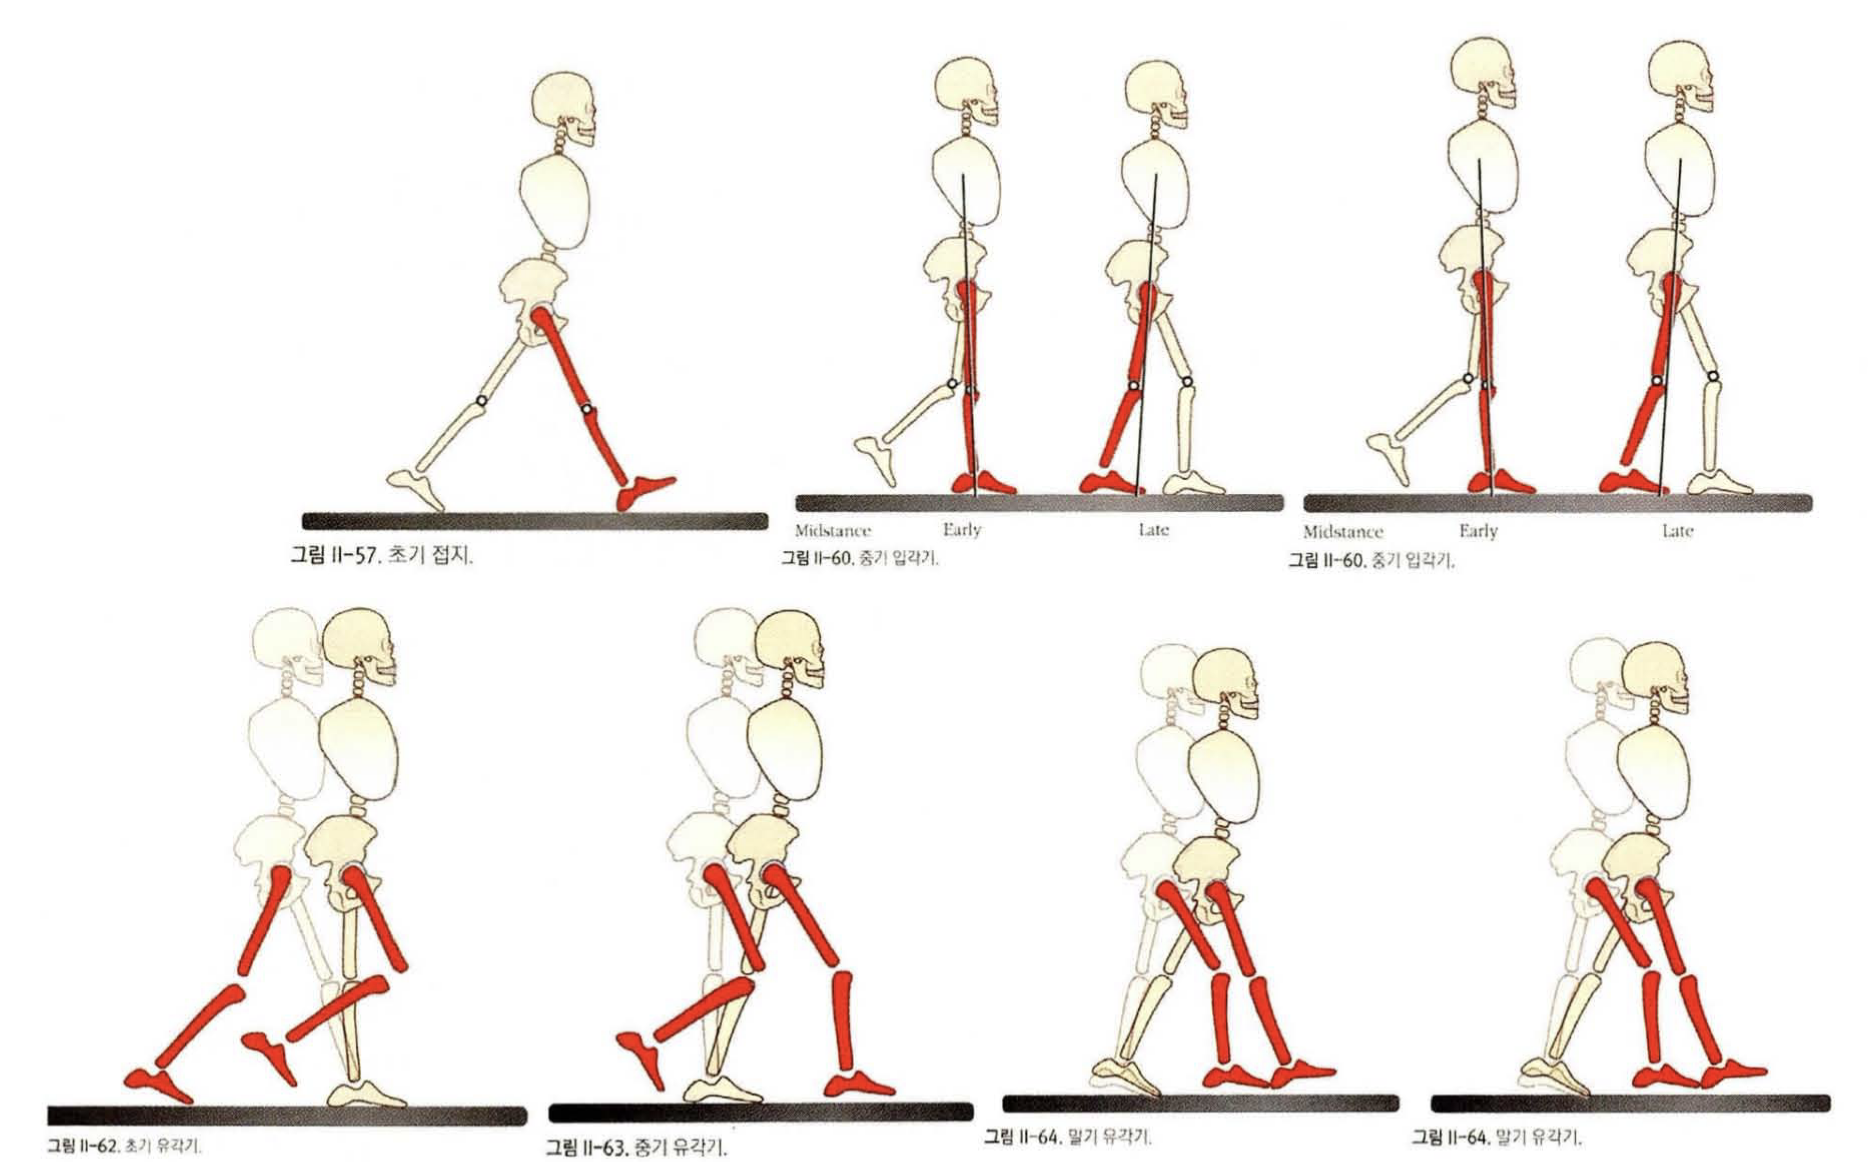 Midstance Early Late
Midstance Early Late
그림 II-57. 초기 접지.
그림 II-60. 중기 입각기.
그림 II-60. 중기 입각기.
그림 II-62. 초기 유각기.
그림 II-63. 중기 유각기.
그림 II-64. 말기 유각기.
그림 II-64. 말기 유각기.